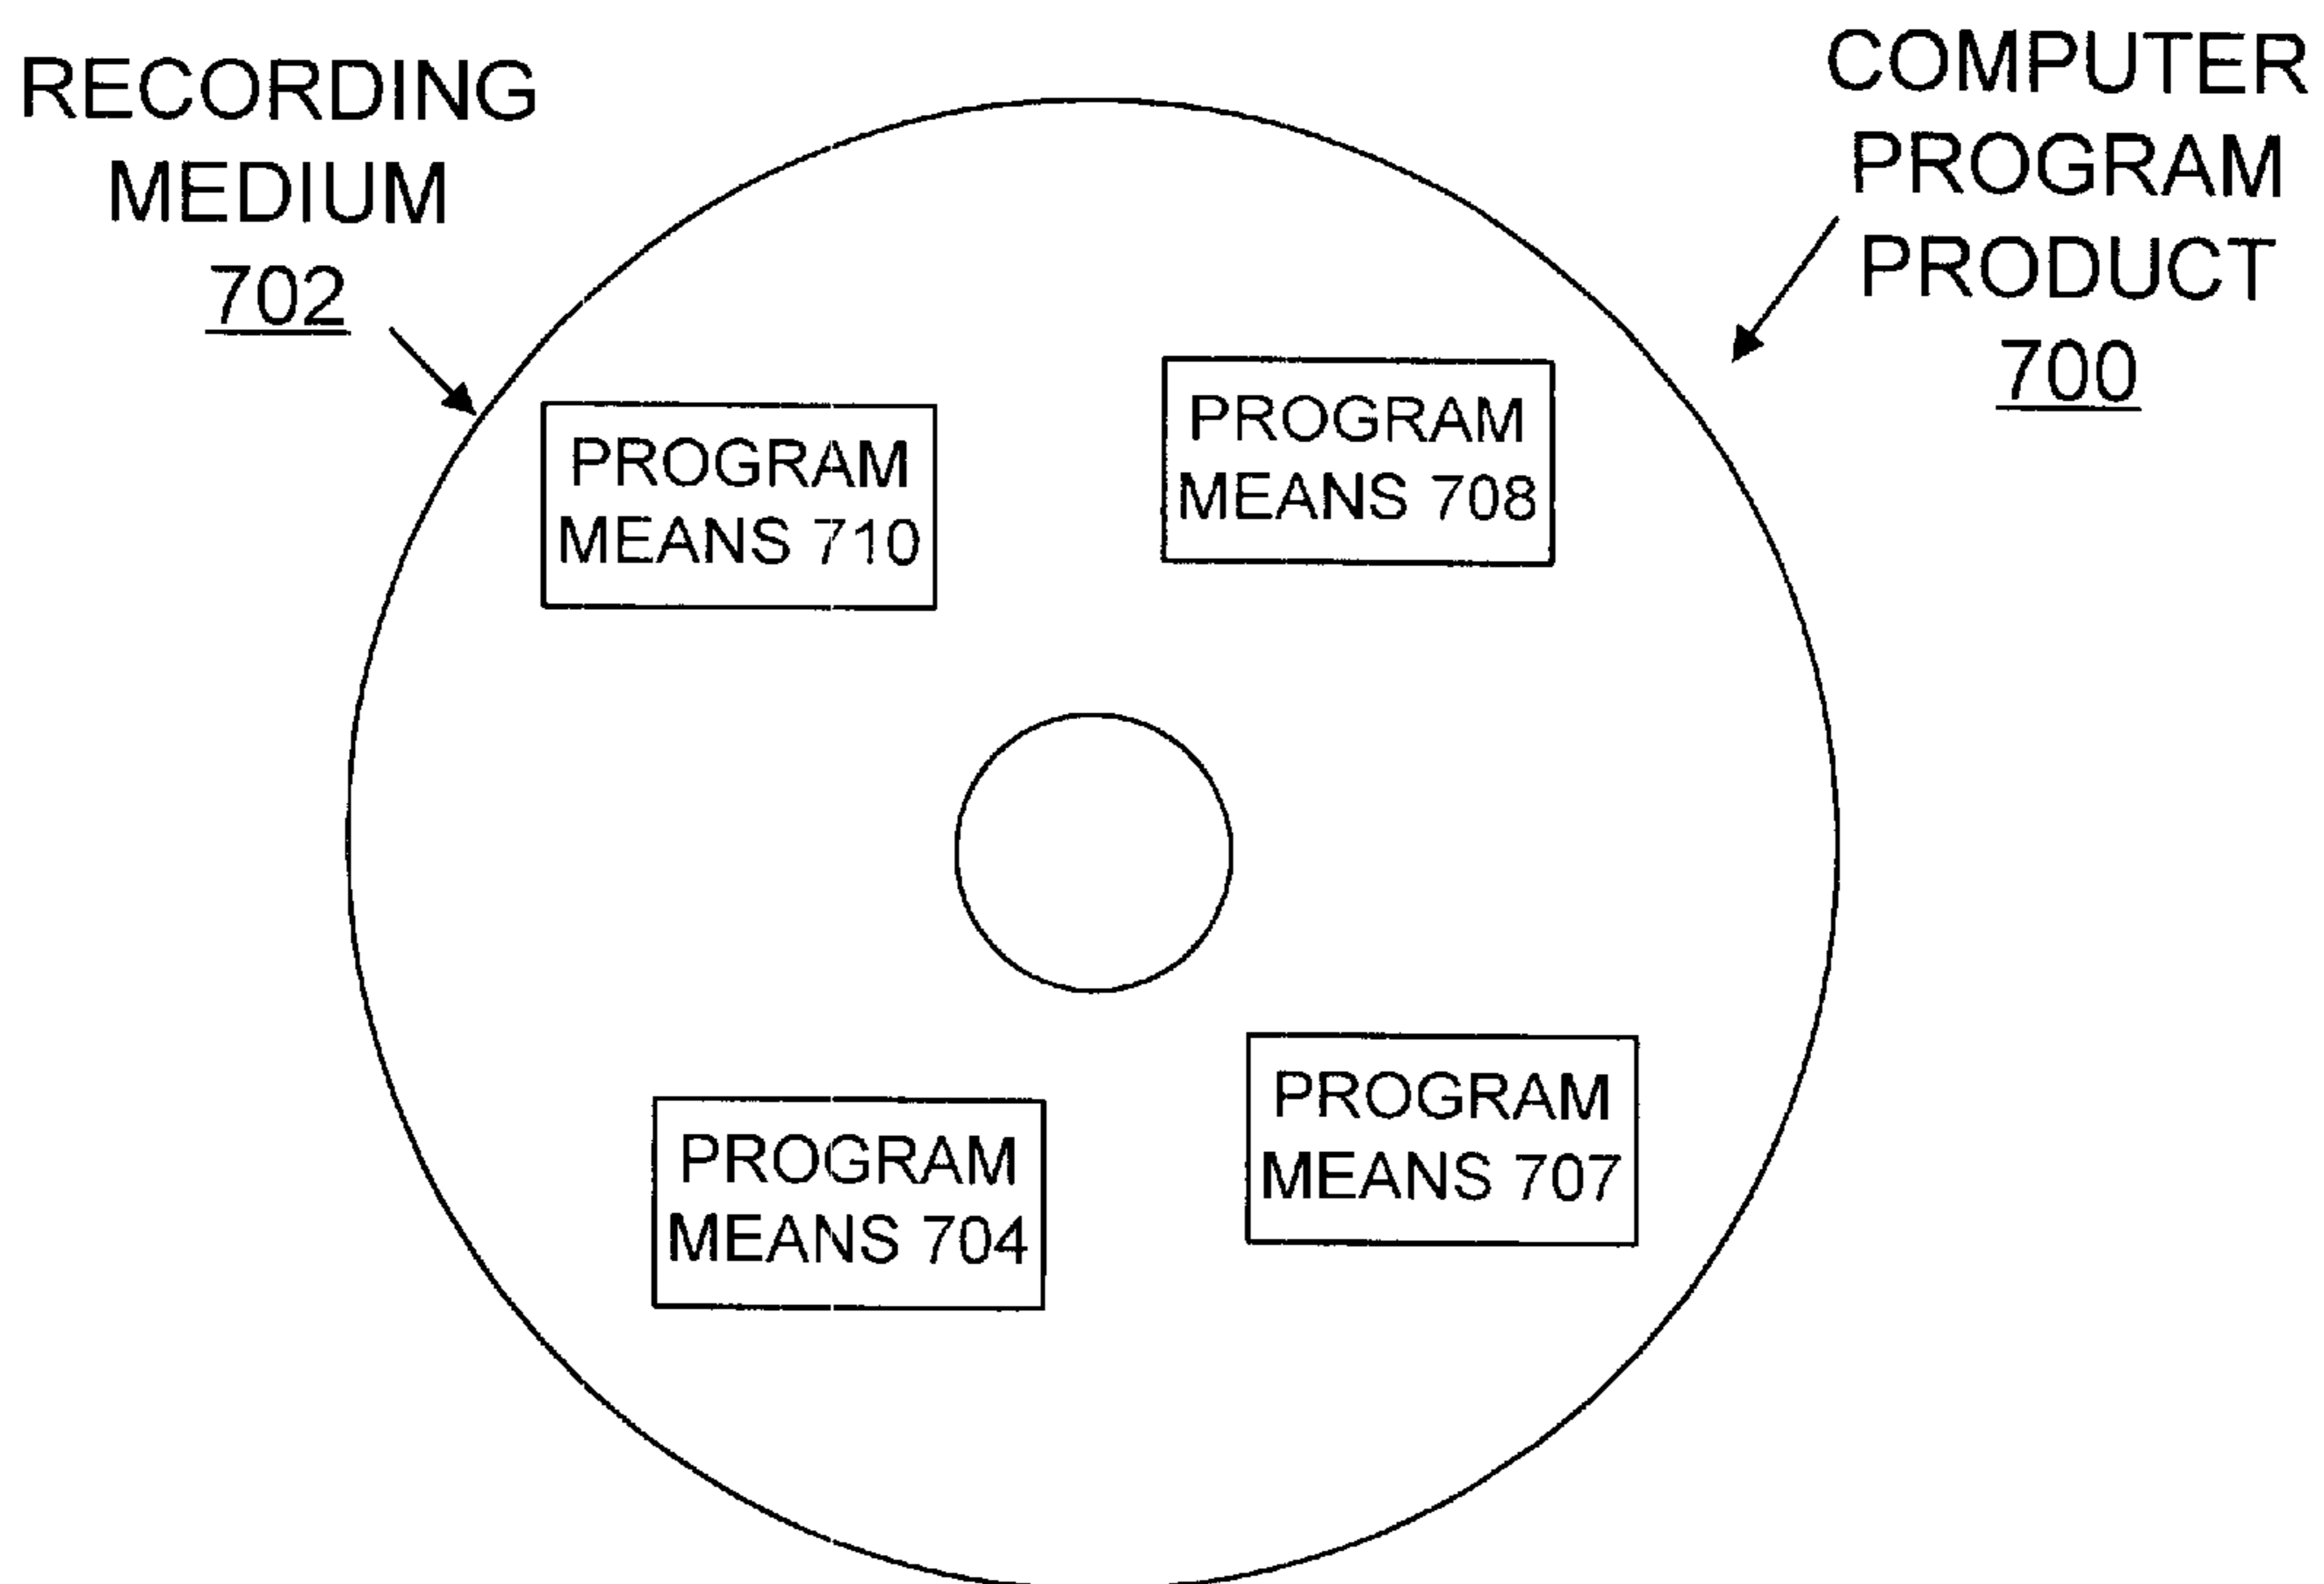 RECORDING
MEDIUM
702
COMPUTER
PROGRAM
PRODUCT
700
PROGRAM
MEANS 710
PROGRAM
MEANS 708
PROGRAM
MEANS 704
PROGRAM
MEANS 707